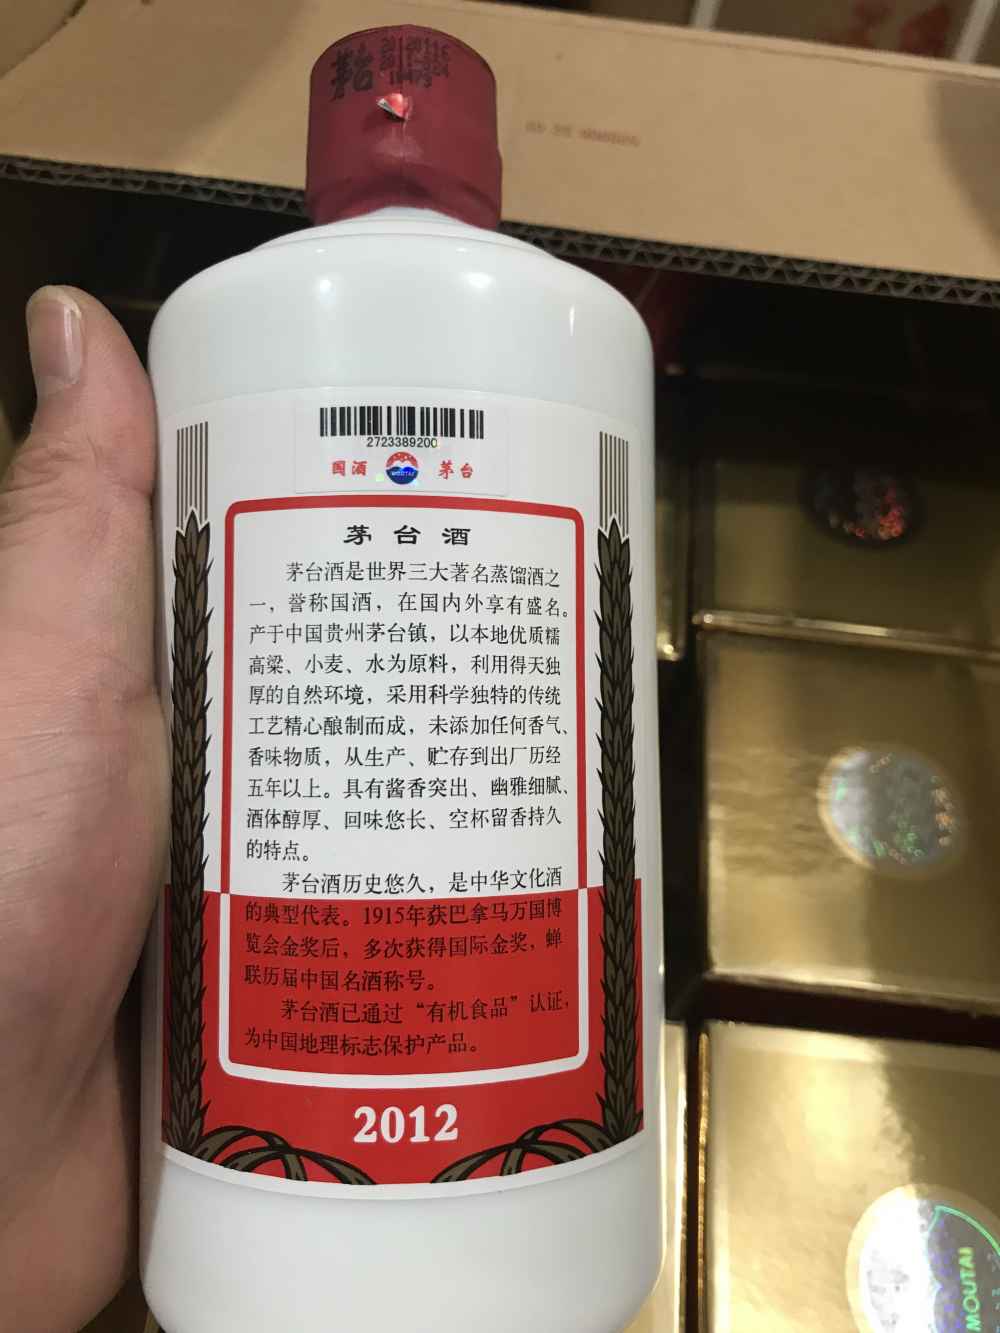 茅台
2723389200
国酒
MOUTAI
茅台
茅台酒
茅台酒是世界三大著名蒸馏酒之
一，誉称国酒，在国内外享有盛名。
产于中国贵州茅台镇，以本地优质糯
高粱、小麦、水为原料，利用得天独
厚的自然环境，采用科学独特的传统
工艺精心酿制而成，未添加任何香气、
香味物质，从生产、贮存到出厂历经
五年以上。具有酱香突出、幽雅细腻、
酒体醇厚、回味悠长、空杯留香持久
的特点。
茅台酒历史悠久，是中华文化酒
的典型代表。1915年获巴拿马万国博
览会金奖后，多次获得国际金奖，蝉
联历届中国名酒称号。
茅台酒已通过“有机食品”认证，
为中国地理标志保护产品。
2012
MOUTAI